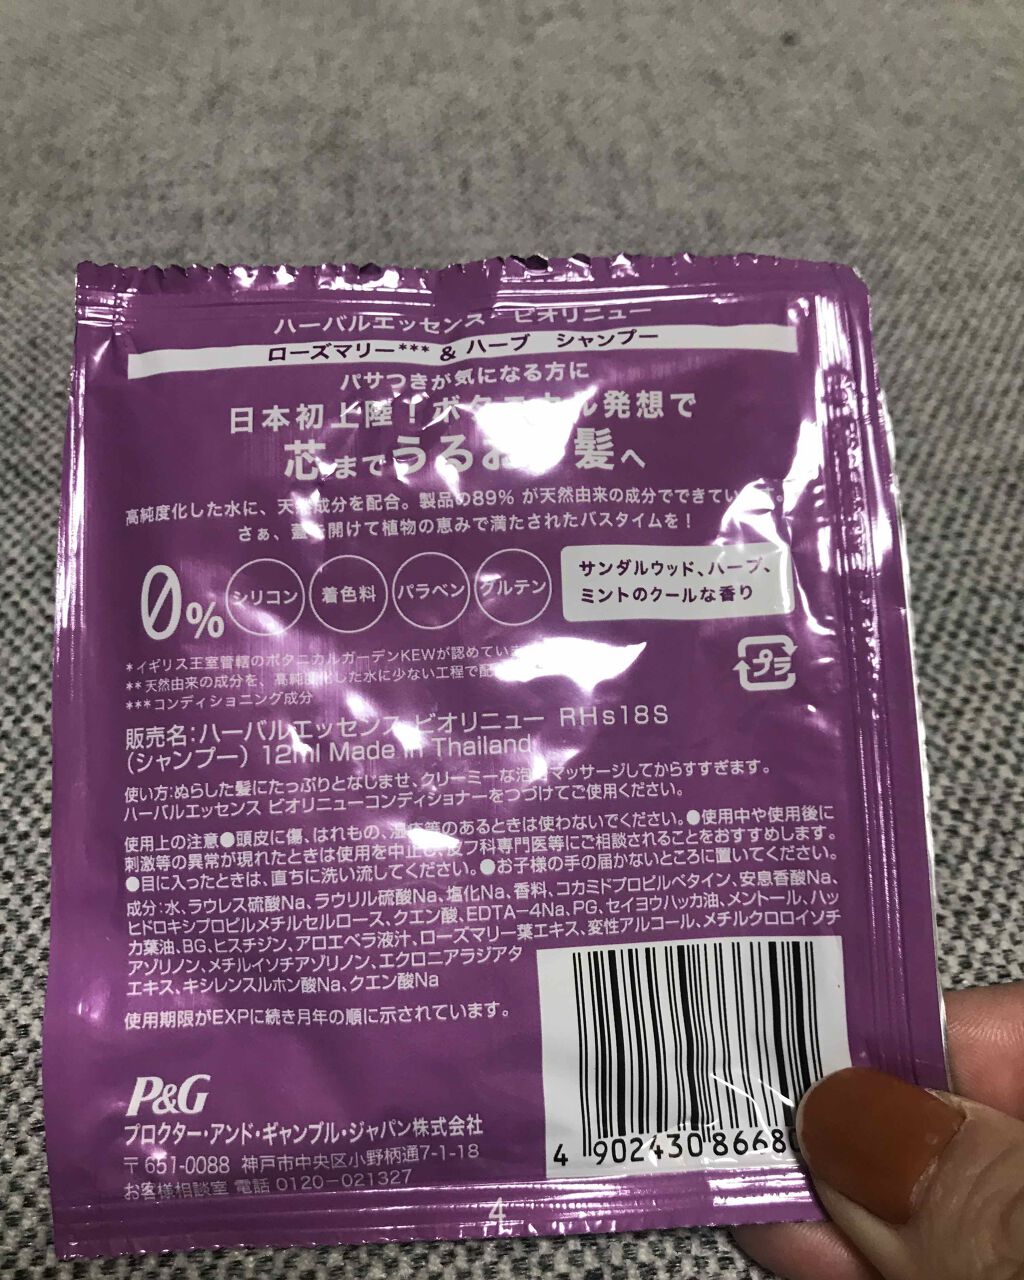 ハーバルエッセンス ビオリニュー
ローズマリー*** & ハーブ シャンプー
パサつきが気になる方に
日本初上陸!ボタニカル発想で
芯までうるお 髪へ
高純度化した水に、天然成分を配合。製品の89% が天然由来の成分でできてい
さぁ、蓋を開けて植物の恵みで満たされたバスタイムを!
0%
シリコン
着色料
パラベン
グルテン
サンダルウッド、ハーブ、
ミントのクールな香り
プラ
*イギリス王室管轄のボタニカルガーデンKEWが認めてい
**天然由来の成分を、高純度化した水に少ない工程で配
***コンディショニング成分
販売名:ハーバルエッセンス ビオリニュー RHs18S
(シャンプー) 12ml Made in Thailand
使い方:ぬらした髪にたっぷりとなじませ、クリーミーな泡 マッサージしてからすすぎます。
ハーバルエッセンス ビオリニューコンディショナーをつづけてご使用ください。
使用上の注意●頭皮に傷、はれもの、湿疹等のあるときは使わないでください。●使用中や使用後に
刺激等の異常が現れたときは使用を中止し、皮フ科専門医等にご相談されることをおすすめします。
●目に入ったときは、直ちに洗い流してください。●お子様の手の届かないところに置いてください。
成分:水、ラウレス硫酸Na、ラウリル硫酸Na、塩化Na、香料、コカミドプロピルベタイン、安息香酸Na、
ヒドロキシプロピルメチルセルロース、クエン酸、EDTA-4Na、PG、セイヨウハッカ油、メントール、ハッ
カ葉油、BG、ヒスチジン、アロエベラ液汁、ローズマリー葉エキス、変性アルコール、メチルクロロイソチ
アゾリノン、メチルイソチアゾリノン、エクロニアラジアタ
エキス、キシレンスルホン酸Na、クエン酸Na
使用期限がEXPに続き月年の順に示されています。
P&G
プロクター・アンド・ギャンブル・ジャパン株式会社
〒651-0088 神戸市中央区小野柄通7-1-18
お客様相談室 電話 0120-021327
4 902430 8668
4